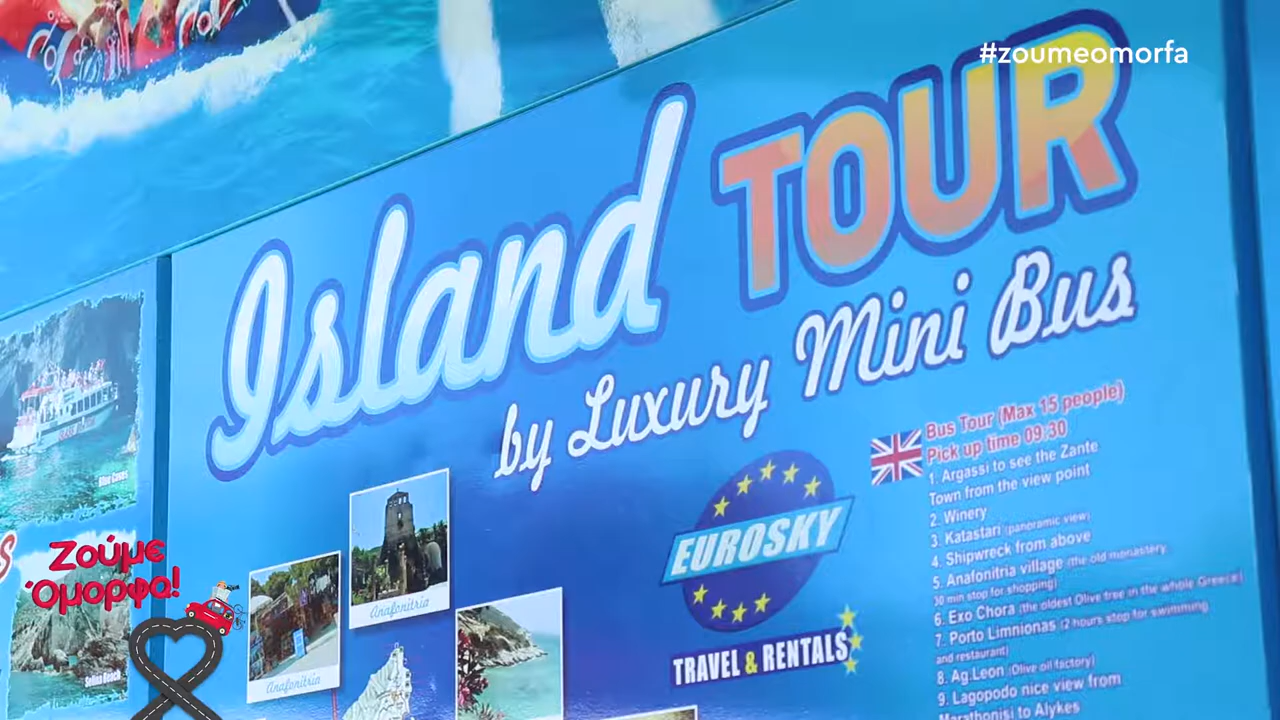 #zoumeomorfa
Island TOUR
by Luxury Mini Bus
Bus Tour (Max 15 people)
Pick up time 09:30
1. Argassi to see the Zante
Town from the view point
2. Winery
3. Katastari (panoramic view)
4. Shipwreck from above
5. Anafonitria village (the old monastery,
30 min stop for shopping)
6. Exo Chora (the oldest Olive tree in the whole Greece)
7. Porto Limnionas (2 hours stop for swimming
and restaurant)
8. Ag.Leon (Olive oil factory)
9. Lagopodo nice view from
Marathonisi to Alykes
EUROSKY
TRAVEL & RENTALS
Anafonitria
Anafonitria
Blue Caves
S
Ζούμε
Όμορφα!